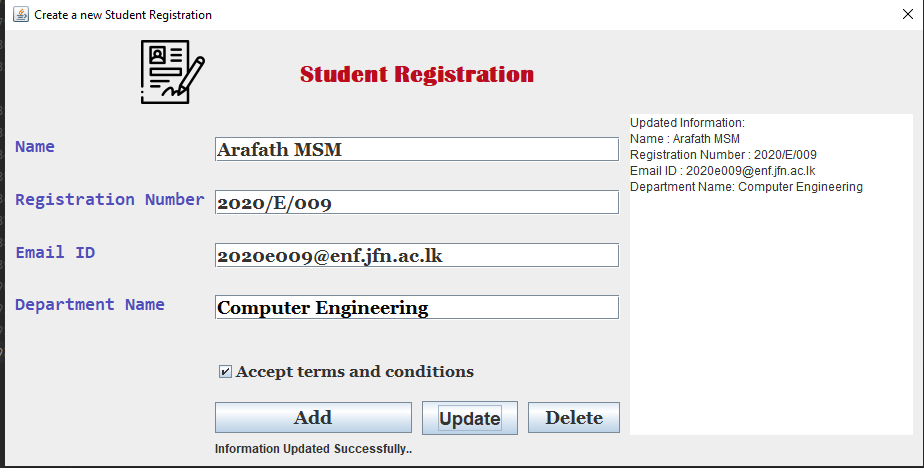 Create a new Student Registration
Student Registration
Name
Arafath MSM
Registration Number
2020/E/009
Email ID
2020e009@enf.jfn.ac.lk
Department Name
Computer Engineering
Accept terms and conditions
Add
Update
Delete
Information Updated Successfully..
Updated Information:
Name : Arafath MSM
Registration Number : 2020/E/009
Email ID : 2020e009@enf.jfn.ac.lk
Department Name: Computer Engineering